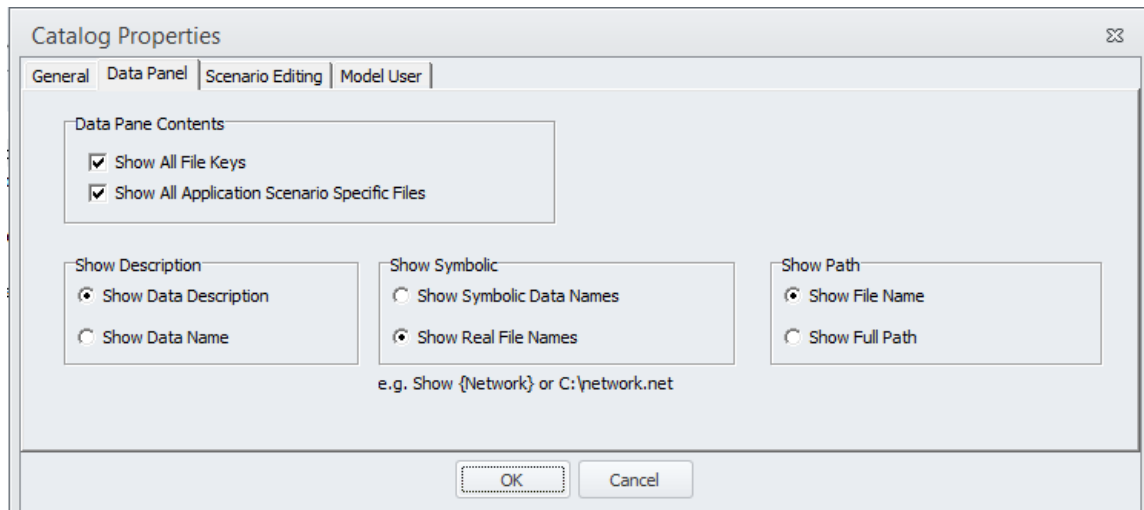 Catalog Properties
General Data Panel Scenario Editing Model User
Data Pane Contents
Show All File Keys
Show All Application Scenario Specific Files
Show Description Show Symbolic Show Path
Show Data Description Show Symbolic Data Names Show File Name
Show Data Name Show Real File Names Show Full Path
e.g. Show {Network} or C:\network.net
OK Cancel